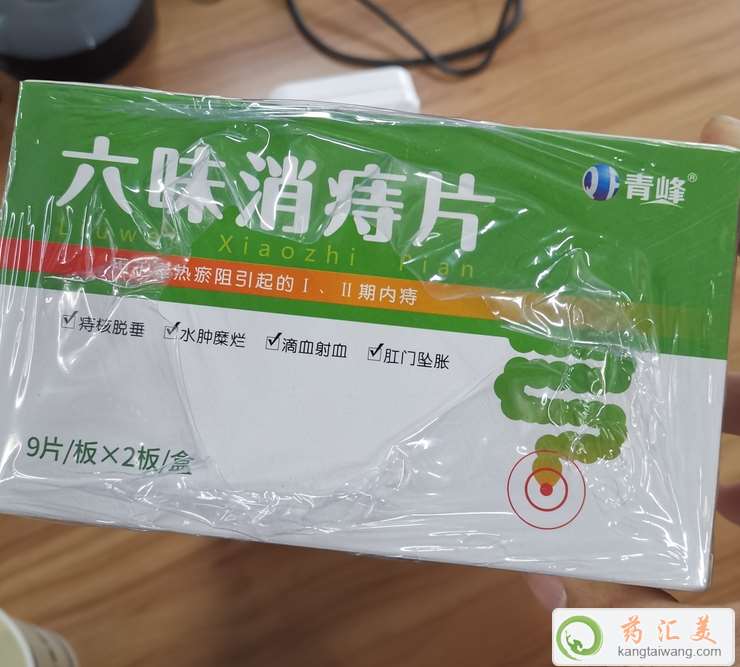 六味消痔片
青峰®
Xiaozhi Pian
热瘀阻引起的Ⅰ、Ⅱ期内痔
☑痔核脱垂 ☑水肿糜烂 ☑滴血射血 ☑肛门坠胀
9片/板×2板/盒
药汇美
kangtaiwang.com